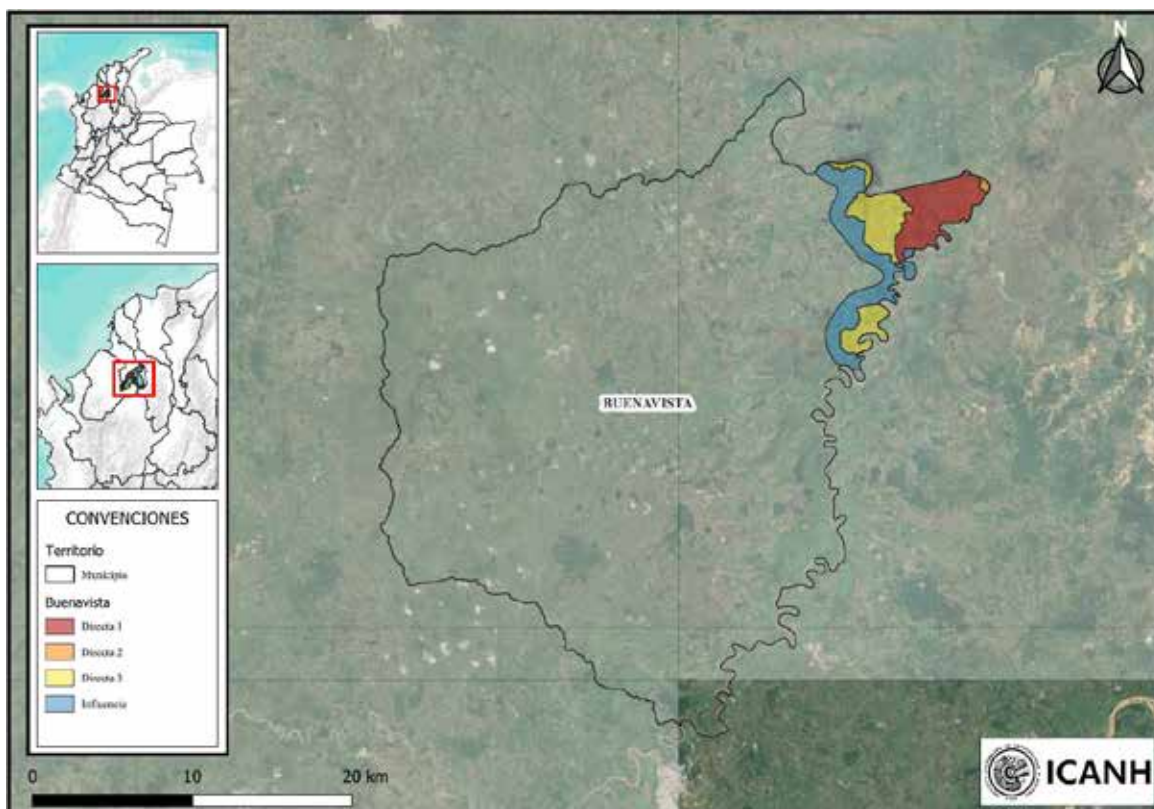 N
BUENAVISTA
CONVENCIONES
Territorio
Municipio
Buenavista
Directa 1
Directa 2
Directa 3
Influencia
0 10 20 km
ICANH